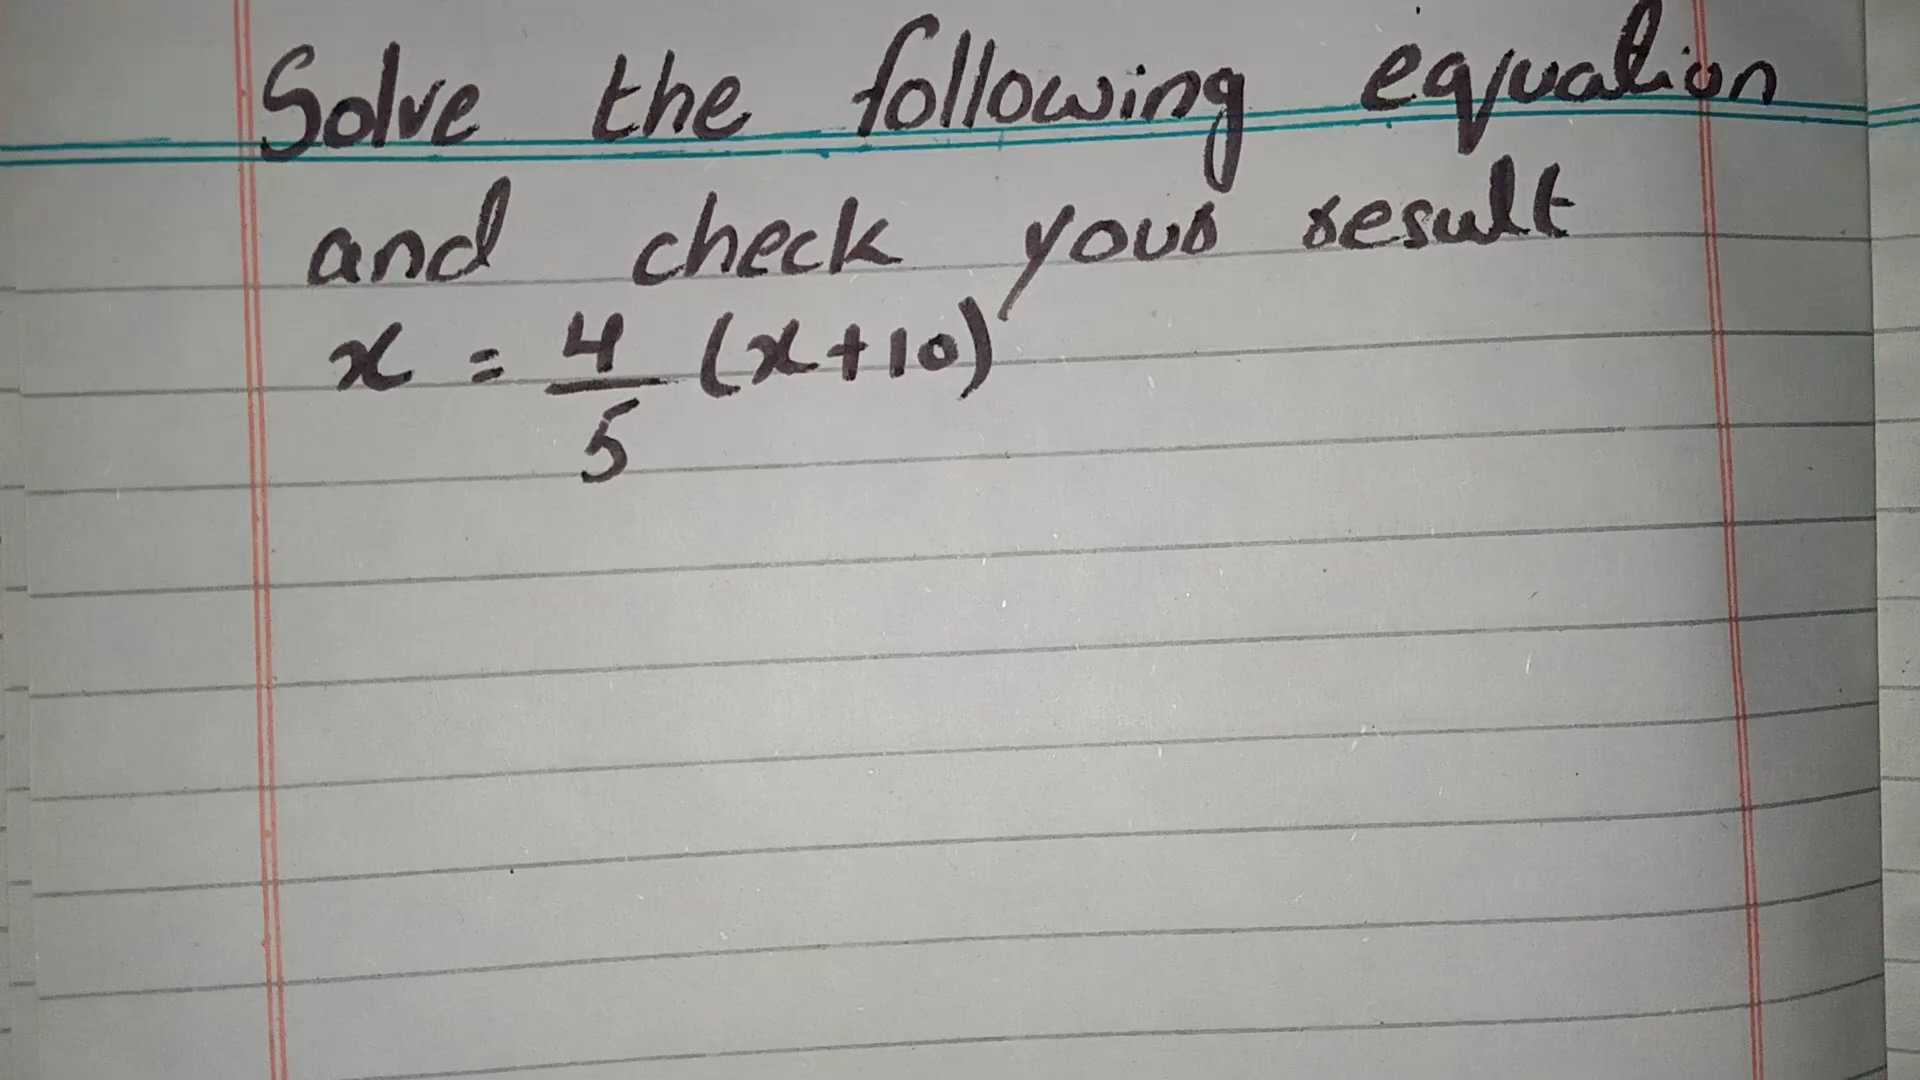 Solve the following equation
and check your result
x = 4/5 (x+10)